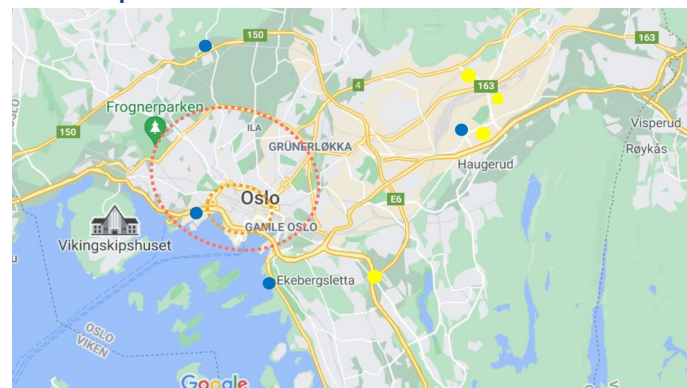 150
163
163
4
Frognerparken
ILA
150
GRÜNERLØKKA
Visperud
Røykås
Haugerud
Oslo
E6
GAMLE OSLO
Vikingskipshuset
Ekebergsletta
OSLO
VIKEN
Google